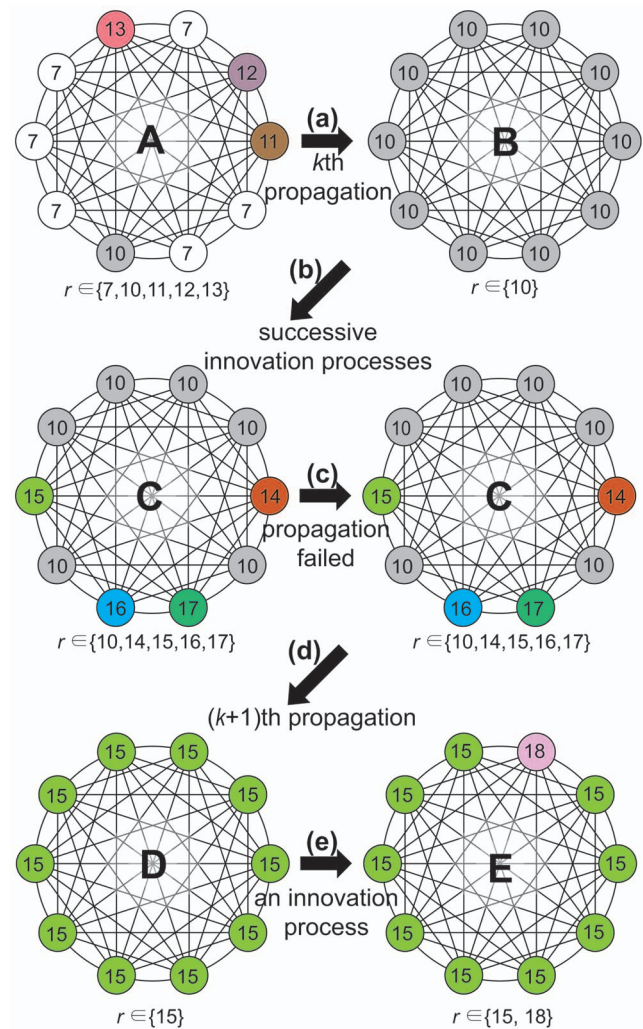 13 7
7 12
7 A 11
7 7
10 7
r ∈{7,10,11,12,13}
(a)
kth
propagation
10 10
10 10
10 B 10
10 10
10 10
r ∈{10}
(b)
successive
innovation processes
10 10
10 10
15 C 14
10 10
16 17
r ∈{10,14,15,16,17}
(c)
propagation
failed
10 10
10 10
15 C 14
10 10
16 17
r ∈{10,14,15,16,17}
(d)
(k+1)th propagation
15 15
15 15
15 D 15
15 15
15 15
r ∈{15}
(e)
an innovation
process
15 18
15 15
15 E 15
15 15
15 15
r ∈{15, 18}